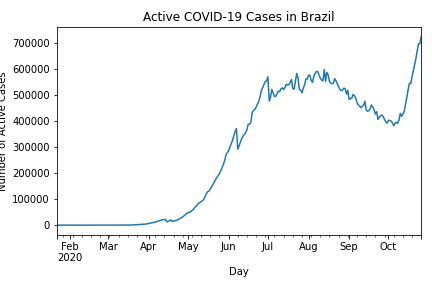 Active COVID-19 Cases in Brazil
Number of Active Cases
700000
600000
500000
400000
300000
200000
100000
0
Feb Mar Apr May Jun Jul Aug Sep Oct
2020
Day